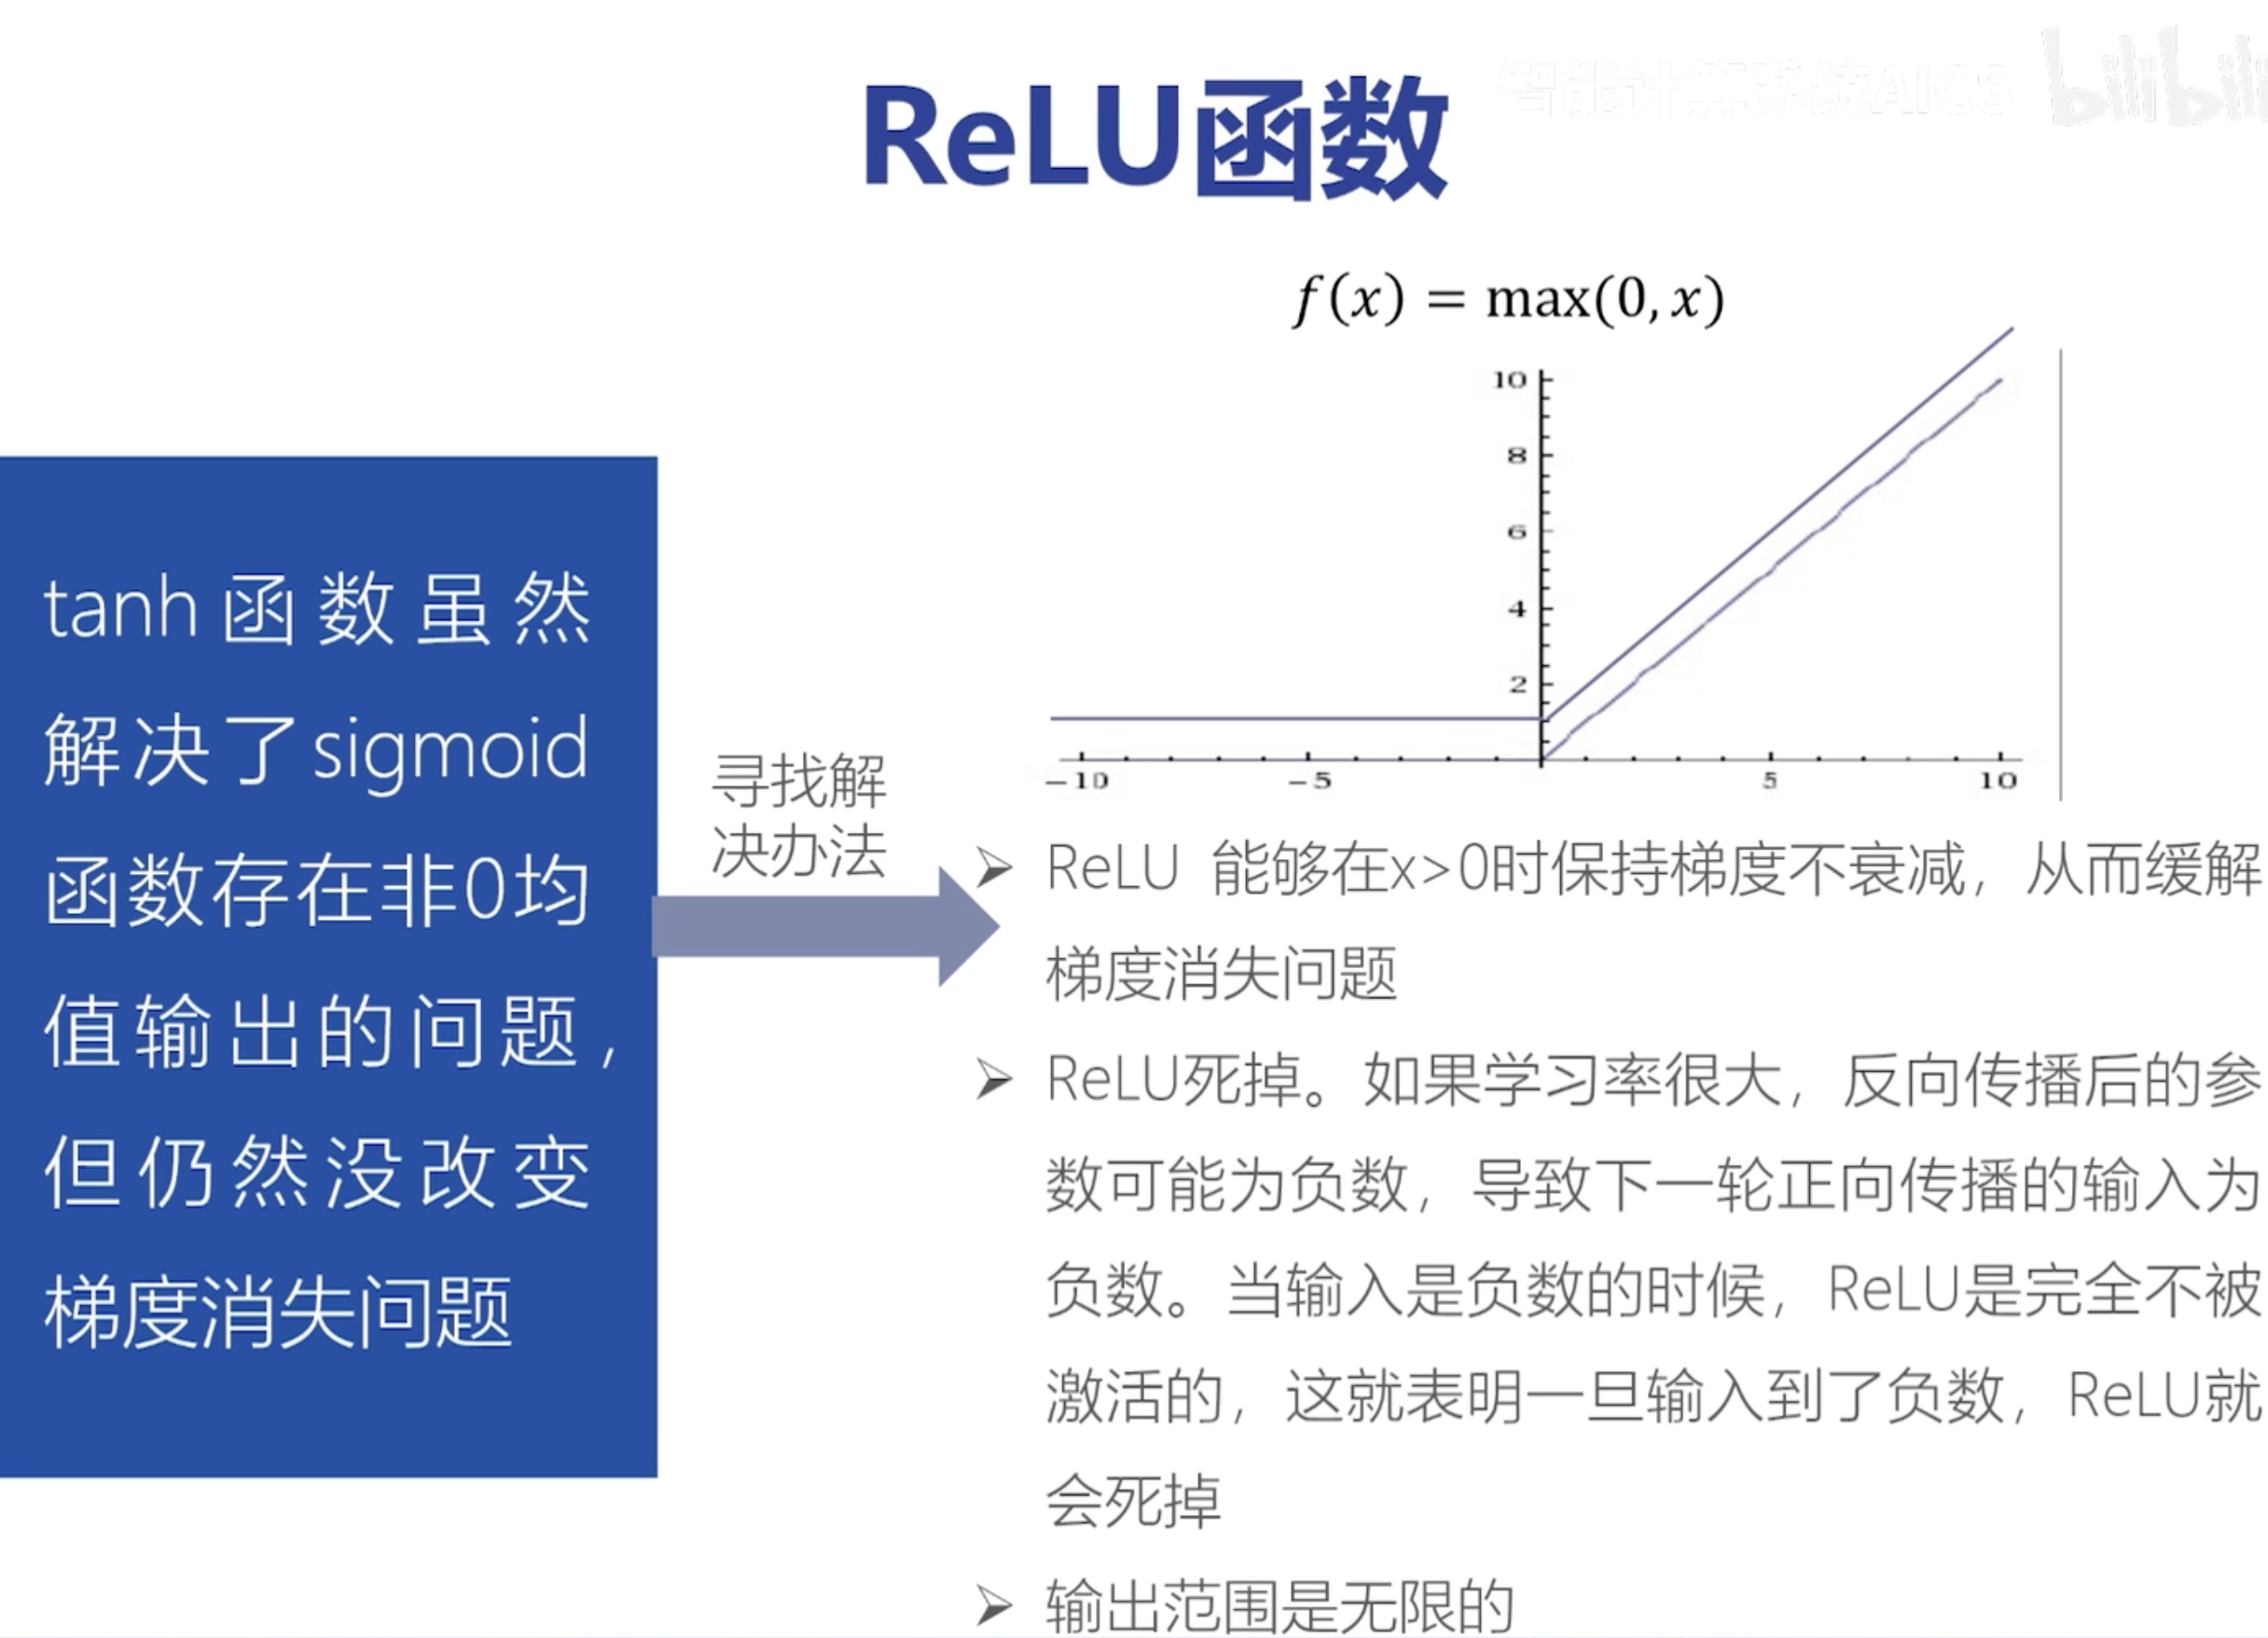 智能计算系统AICS
bilibili
ReLU函数
f(x) = max(0, x)
10
8
6
4
2
-10
-5
5
10
tanh函数虽然
解决了sigmoid
函数存在非0均
值输出的问题，
但仍然没改变
梯度消失问题
寻找解
决办法
➢ ReLU 能够在x>0时保持梯度不衰减，从而缓解
梯度消失问题
➢ ReLU死掉。如果学习率很大，反向传播后的参
数可能为负数，导致下一轮正向传播的输入为
负数。当输入是负数的时候，ReLU是完全不被
激活的，这就表明一旦输入到了负数，ReLU就
会死掉
➢ 输出范围是无限的